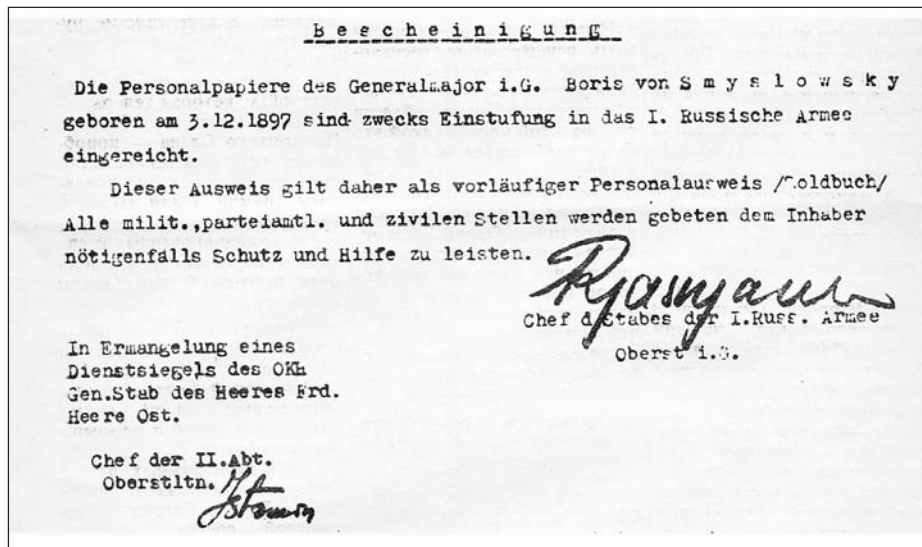 Bescheinigung.
Die Personalpapiere des Generalmajor i.G. Boris von Smyslowsky
geboren am 3.12.1897 sind zwecks Einstufung in das I. Russische Armee
eingereicht.
Dieser Ausweis gilt daher als vorläufiger Personalausweis /Soldbuch/
Alle milit.,parteiamtl. und zivilen Stellen werden gebeten dem Inhaber
nötigenfalls Schutz und Hilfe zu leisten.
Chef d.Stabes der I.Russ. Armee
Oberst i.G.
In Ermangelung eines
Dienstsiegels des OKh
Gen.Stab des Heeres Frd.
Heere Ost.
Chef der II.Abt.
Oberstltn.